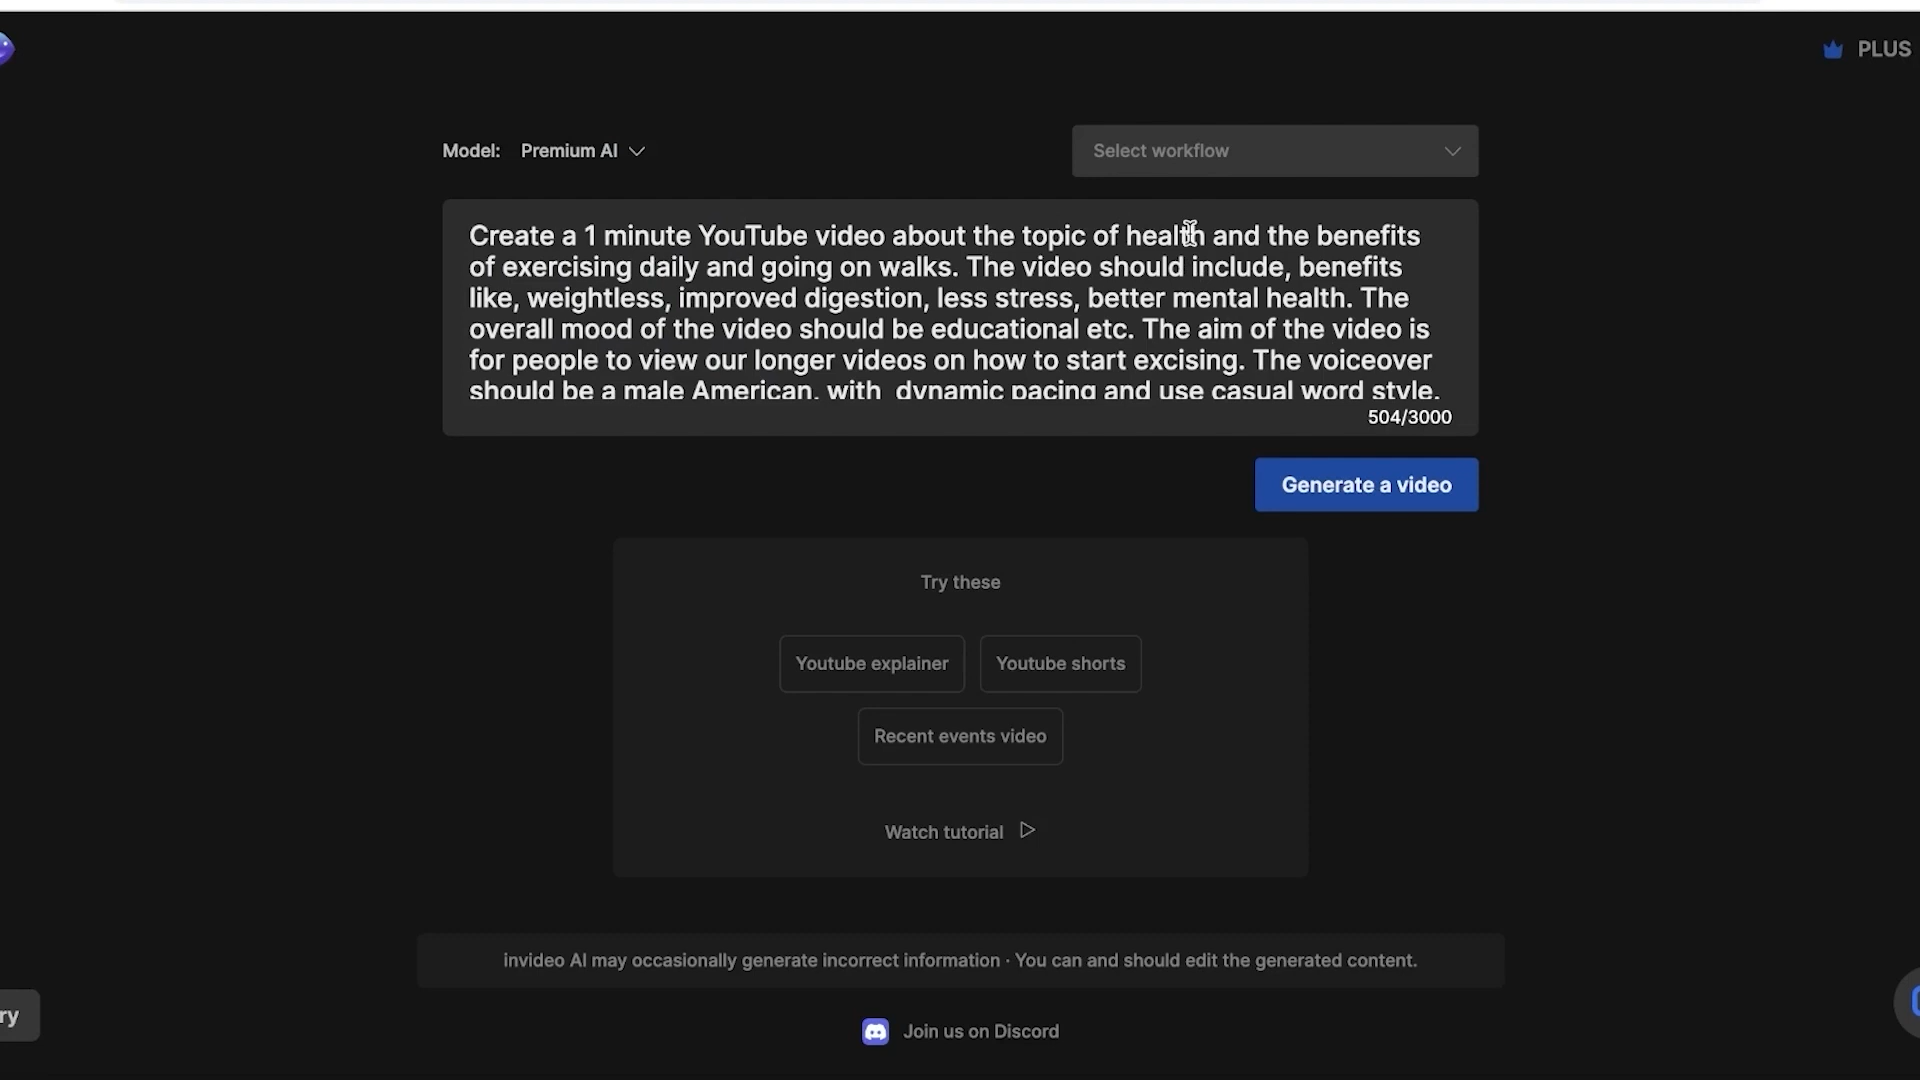 PLUS
Model: Premium AI
Select workflow
Create a 1 minute YouTube video about the topic of health and the benefits
of exercising daily and going on walks. The video should include, benefits
like, weightless, improved digestion, less stress, better mental health. The
overall mood of the video should be educational etc. The aim of the video is
for people to view our longer videos on how to start excising. The voiceover
should be a male American, with  dynamic pacing and use casual word style.
504/3000
Generate a video
Try these
Youtube explainer
Youtube shorts
Recent events video
Watch tutorial
invideo AI may occasionally generate incorrect information · You can and should edit the generated content.
ry
Join us on Discord